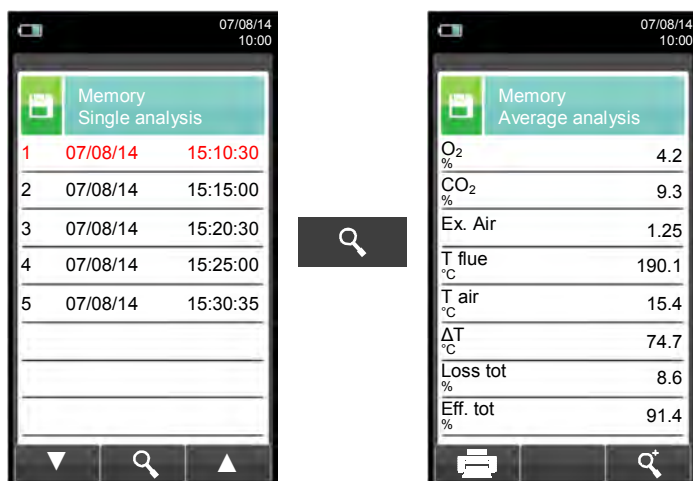 07/08/14
10:00
Memory
Single analysis
1 07/08/14 15:10:30
2 07/08/14 15:15:00
3 07/08/14 15:20:30
4 07/08/14 15:25:00
5 07/08/14 15:30:35
07/08/14
10:00
Memory
Average analysis
O₂ % 4.2
CO₂ % 9.3
Ex. Air 1.25
T flue °C 190.1
T air °C 15.4
ΔT °C 74.7
Loss tot % 8.6
Eff. tot % 91.4